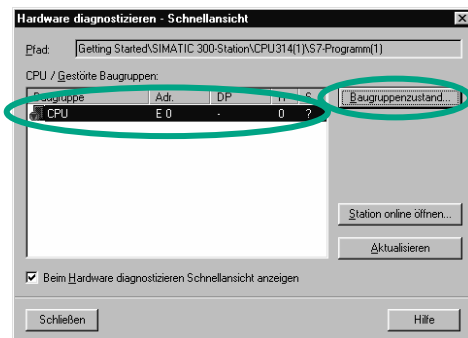 Hardware diagnostizieren - Schnellansicht
Pfad: Getting Started\SIMATIC 300-Station\CPU314(1)\S7-Programm(1)
CPU / Gestörte Baugruppen:
Baugruppe Adr. DP R S Baugruppenzustand...
CPU E 0 - 0 ?
Station online öffnen...
Aktualisieren
Beim Hardware diagnostizieren Schnellansicht anzeigen
Schließen Hilfe